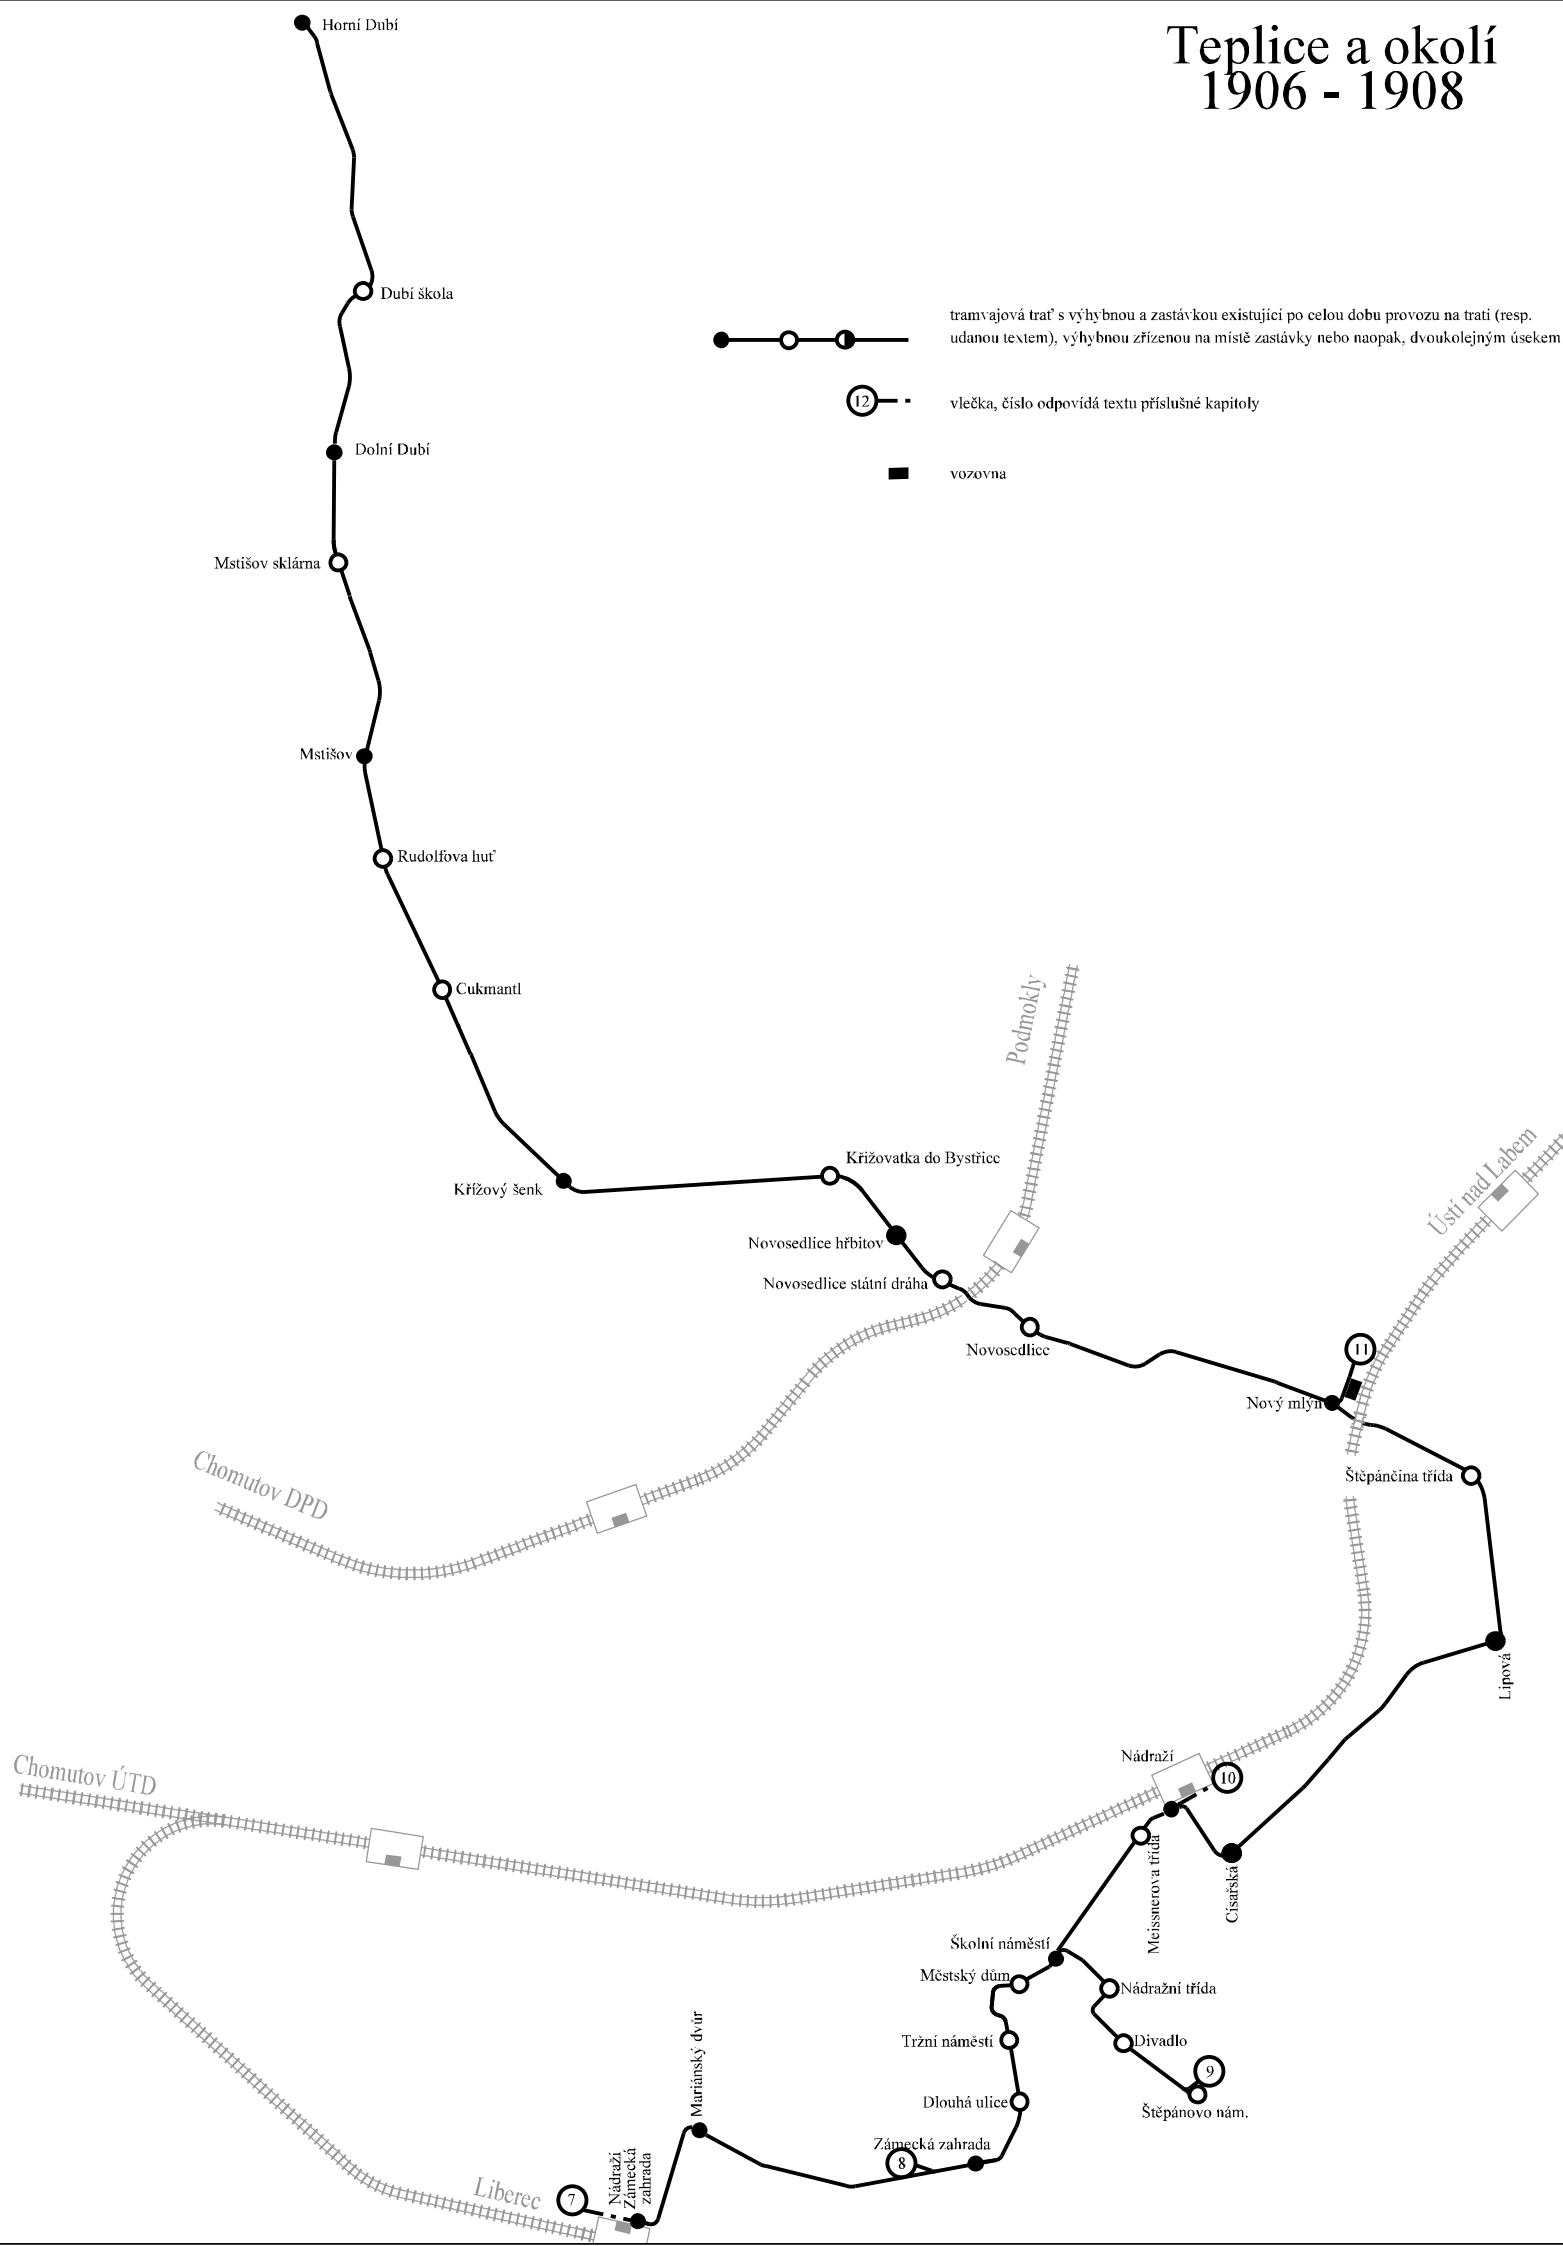 Teplice a okolí
1906 - 1908
Horní Dubí
Dubí škola
tramvajová trať s výhybnou a zastávkou existující po celou dobu provozu na trati (resp.
udanou textem), výhybnou zřízenou na místě zastávky nebo naopak, dvoukolejným úsekem
12
vlečka, číslo odpovídá textu příslušné kapitoly
vozovna
Dolní Dubí
Mstišov sklárna
Mstišov
Rudolfova huť
Cukmantl
Podmokly
Křížový šenk
Křižovatka do Bystřice
Ústí nad Labem
Novosedlice hřbitov
Novosedlice státní dráha
Novosedlice
11
Nový mlýn
Štěpánčina třída
Chomutov DPD
Lipová
Nádraží
10
Chomutov ÚTD
Meissnerova třída
Císařská
Školní náměstí
Městský dům
Nádražní třída
Tržní náměstí
Divadlo
9
Štěpánovo nám.
Dlouhá ulice
Mariánský dvůr
Zámecká zahrada
8
Nádraží
Zámecká
zahrada
Liberec
7